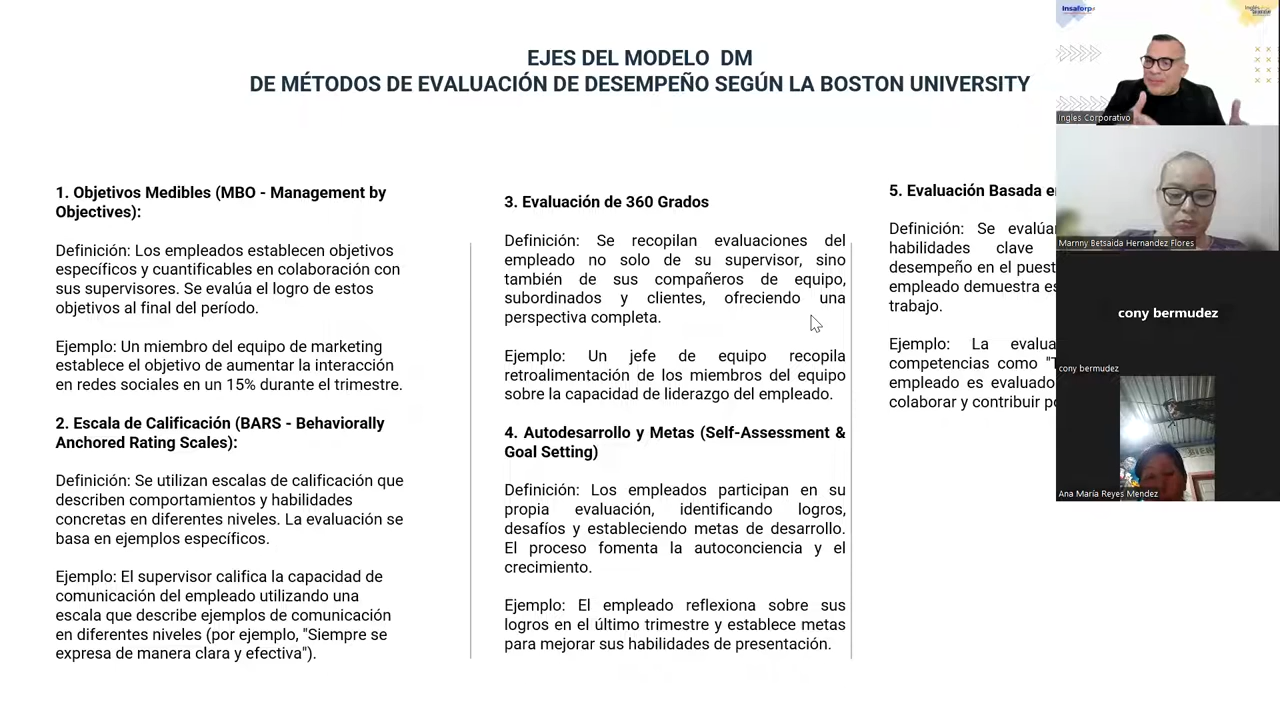 EJES DEL MODELO DM
DE MÉTODOS DE EVALUACIÓN DE DESEMPEÑO SEGÚN LA BOSTON UNIVERSITY
1. Objetivos Medibles (MBO - Management by
Objectives):
Definición: Los empleados establecen objetivos
específicos y cuantificables en colaboración con
sus supervisores. Se evalúa el logro de estos
objetivos al final del período.
Ejemplo: Un miembro del equipo de marketing
establece el objetivo de aumentar la interacción
en redes sociales en un 15% durante el trimestre.
2. Escala de Calificación (BARS - Behaviorally
Anchored Rating Scales):
Definición: Se utilizan escalas de calificación que
describen comportamientos y habilidades
concretas en diferentes niveles. La evaluación se
basa en ejemplos específicos.
Ejemplo: El supervisor califica la capacidad de
comunicación del empleado utilizando una
escala que describe ejemplos de comunicación
en diferentes niveles (por ejemplo, "Siempre se
expresa de manera clara y efectiva").
3. Evaluación de 360 Grados
Definición: Se recopilan evaluaciones del
empleado no solo de su supervisor, sino
también de sus compañeros de equipo,
subordinados y clientes, ofreciendo una
perspectiva completa.
Ejemplo: Un jefe de equipo recopila
retroalimentación de los miembros del equipo
sobre la capacidad de liderazgo del empleado.
4. Autodesarrollo y Metas (Self-Assessment &
Goal Setting)
Definición: Los empleados participan en su
propia evaluación, identificando logros,
desafíos y estableciendo metas de desarrollo.
El proceso fomenta la autoconciencia y el
crecimiento.
Ejemplo: El empleado reflexiona sobre sus
logros en el último trimestre y establece metas
para mejorar sus habilidades de presentación.
5. Evaluación Basada
Definición: Se
habilidades clave
desempeño en el
empleado demuestra
trabajo.
Ejemplo: La
competencias como
empleado es
colaborar y contribuir
Insaforp
Ingles Corporativo
Marnny Betsaida Hernandez Flores
cony bermudez
cony bermudez
Ana María Reyes Mendez